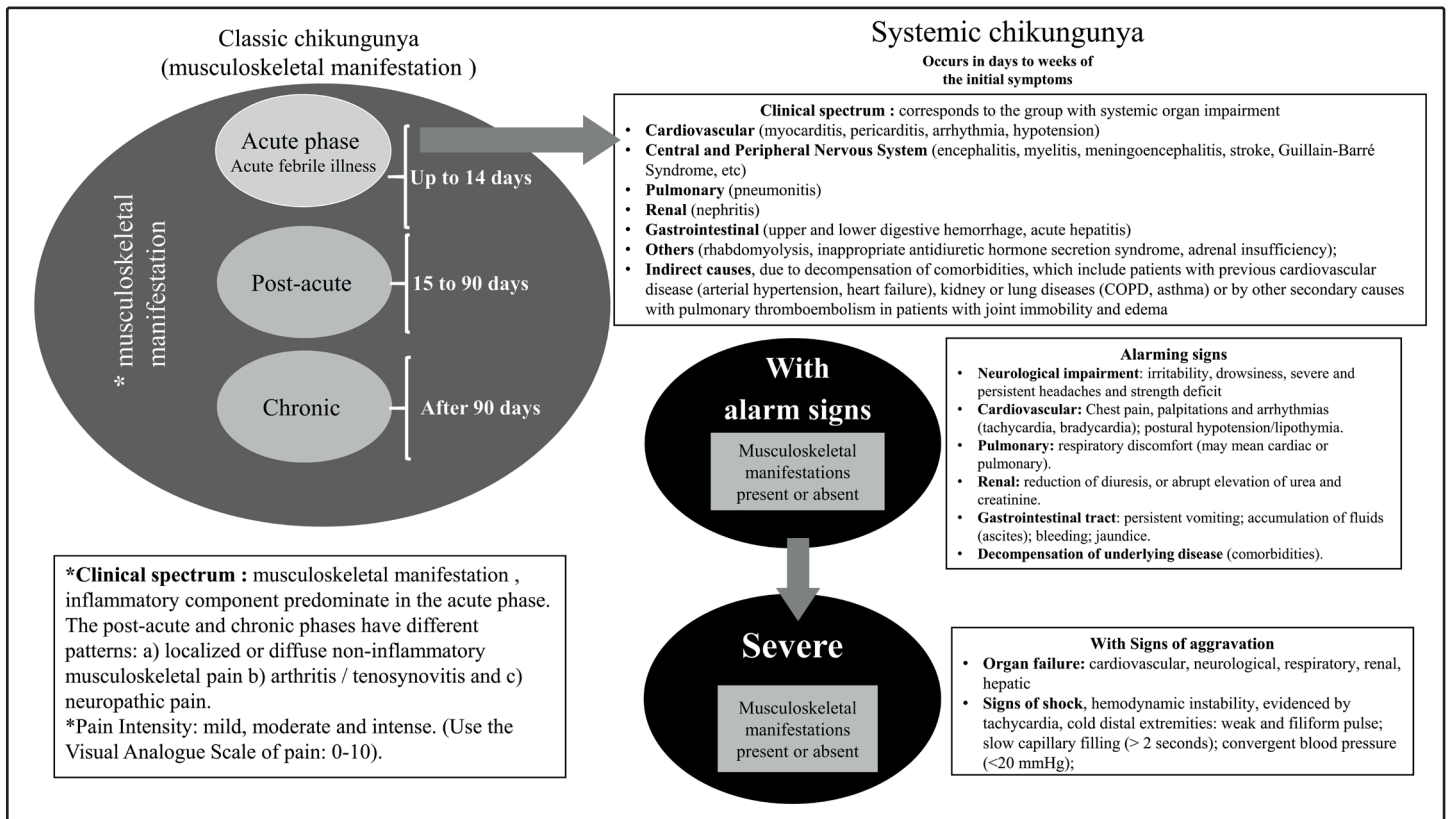 Classic chikungunya
(musculoskeletal manifestation )
Acute phase
Acute febrile illness
Up to 14 days
Post-acute
15 to 90 days
Chronic
After 90 days
* musculoskeletal
manifestation
*Clinical spectrum : musculoskeletal manifestation ,
inflammatory component predominate in the acute phase.
The post-acute and chronic phases have different
patterns: a) localized or diffuse non-inflammatory
musculoskeletal pain b) arthritis / tenosynovitis and c)
neuropathic pain.
*Pain Intensity: mild, moderate and intense. (Use the
Visual Analogue Scale of pain: 0-10).
Systemic chikungunya
Occurs in days to weeks of
the initial symptoms
Clinical spectrum : corresponds to the group with systemic organ impairment
• Cardiovascular (myocarditis, pericarditis, arrhythmia, hypotension)
• Central and Peripheral Nervous System (encephalitis, myelitis, meningoencephalitis, stroke, Guillain-Barré
Syndrome, etc)
• Pulmonary (pneumonitis)
• Renal (nephritis)
• Gastrointestinal (upper and lower digestive hemorrhage, acute hepatitis)
• Others (rhabdomyolysis, inappropriate antidiuretic hormone secretion syndrome, adrenal insufficiency);
• Indirect causes, due to decompensation of comorbidities, which include patients with previous cardiovascular
disease (arterial hypertension, heart failure), kidney or lung diseases (COPD, asthma) or by other secondary causes
with pulmonary thromboembolism in patients with joint immobility and edema
With
alarm signs
Musculoskeletal
manifestations
present or absent
Alarming signs
• Neurological impairment: irritability, drowsiness, severe and
persistent headaches and strength deficit
• Cardiovascular: Chest pain, palpitations and arrhythmias
(tachycardia, bradycardia); postural hypotension/lipothymia.
• Pulmonary: respiratory discomfort (may mean cardiac or
pulmonary).
• Renal: reduction of diuresis, or abrupt elevation of urea and
creatinine.
• Gastrointestinal tract: persistent vomiting; accumulation of fluids
(ascites); bleeding; jaundice.
• Decompensation of underlying disease (comorbidities).
Severe
Musculoskeletal
manifestations
present or absent
With Signs of aggravation
• Organ failure: cardiovascular, neurological, respiratory, renal,
hepatic
• Signs of shock, hemodynamic instability, evidenced by
tachycardia, cold distal extremities: weak and filiform pulse;
slow capillary filling (> 2 seconds); convergent blood pressure
(<20 mmHg);